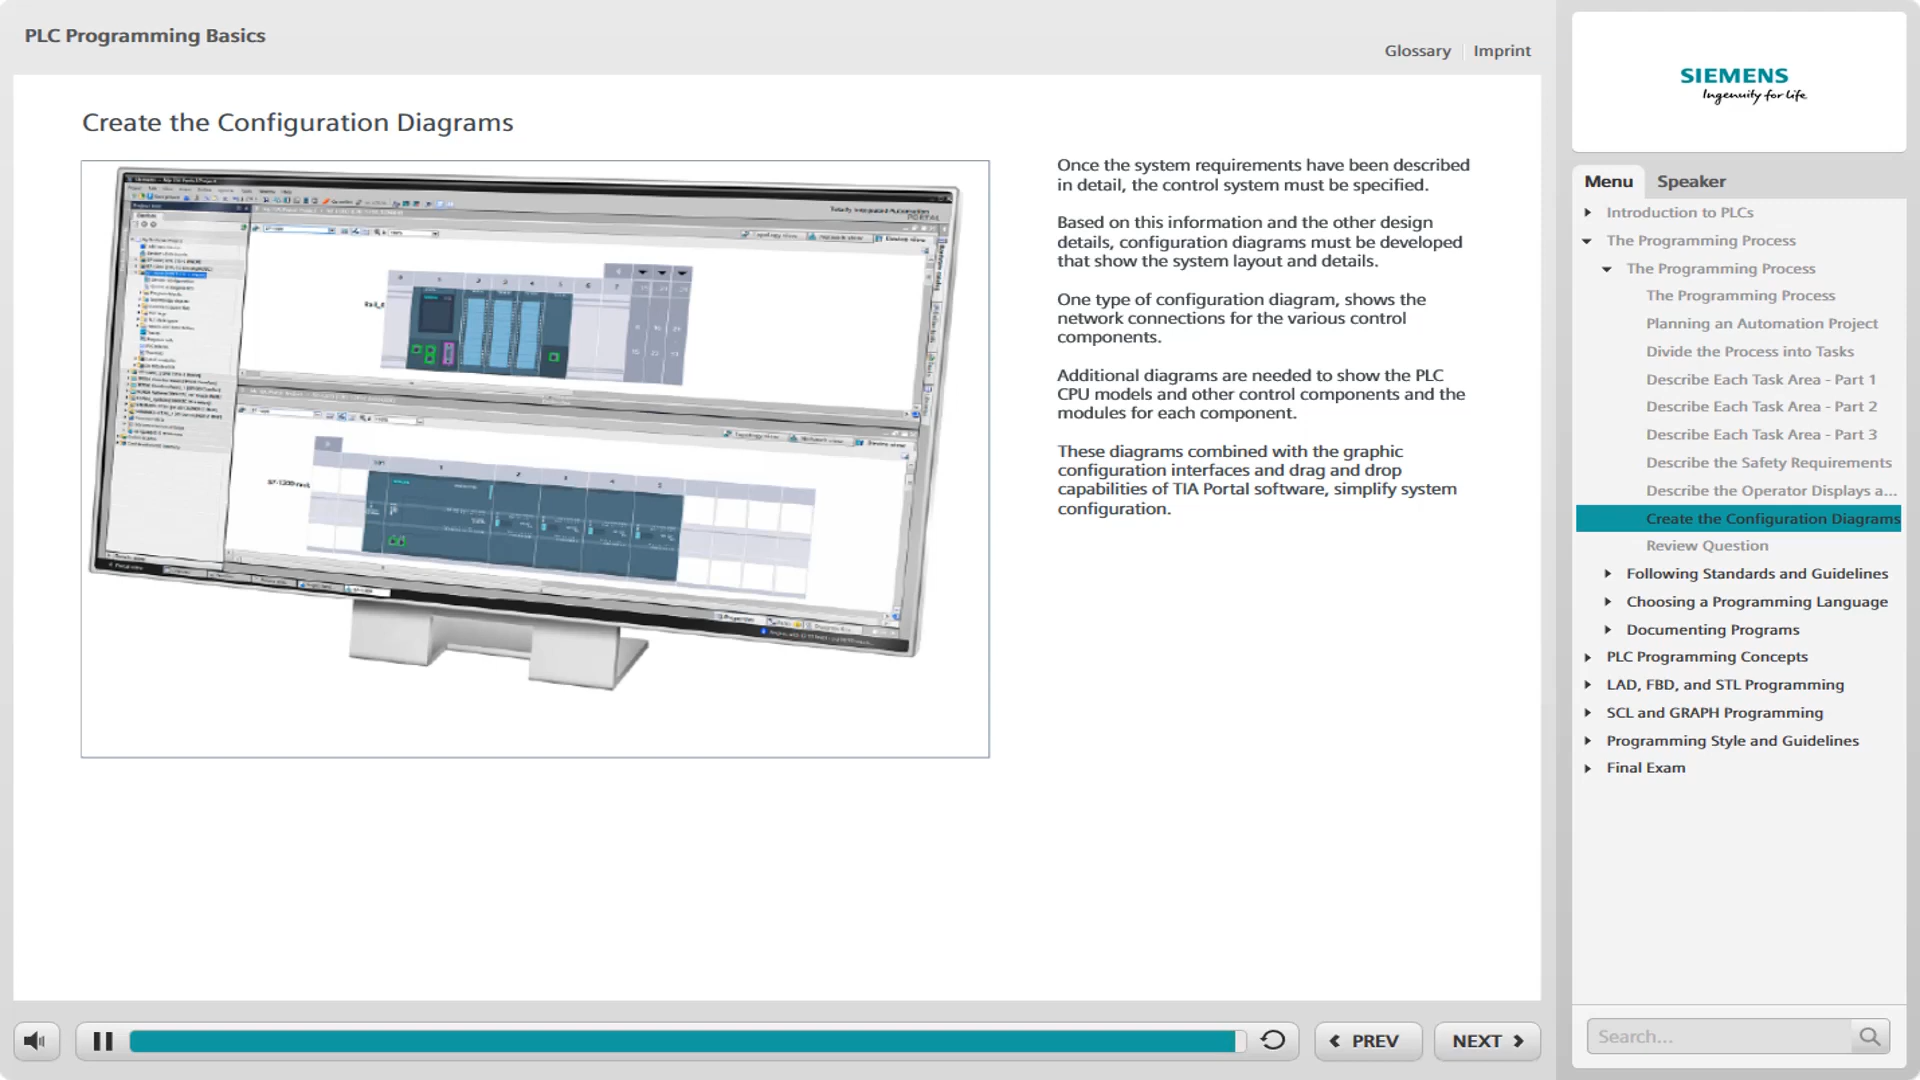 PLC Programming Basics
Glossary
Imprint
Create the Configuration Diagrams
Once the system requirements have been described
in detail, the control system must be specified.
Based on this information and the other design
details, configuration diagrams must be developed
that show the system layout and details.
One type of configuration diagram, shows the
network connections for the various control
components.
Additional diagrams are needed to show the PLC
CPU models and other control components and the
modules for each component.
These diagrams combined with the graphic
configuration interfaces and drag and drop
capabilities of TIA Portal software, simplify system
configuration.
Totally Integrated Automation
PORTAL
SIEMENS
Ingenuity for Life
Menu
Speaker
Introduction to PLCs
The Programming Process
The Programming Process
The Programming Process
Planning an Automation Project
Divide the Process into Tasks
Describe Each Task Area - Part 1
Describe Each Task Area - Part 2
Describe Each Task Area - Part 3
Describe the Safety Requirements
Describe the Operator Displays a...
Create the Configuration Diagrams
Review Question
Following Standards and Guidelines
Choosing a Programming Language
Documenting Programs
PLC Programming Concepts
LAD, FBD, and STL Programming
SCL and GRAPH Programming
Programming Style and Guidelines
Final Exam
PREV
NEXT
Search...